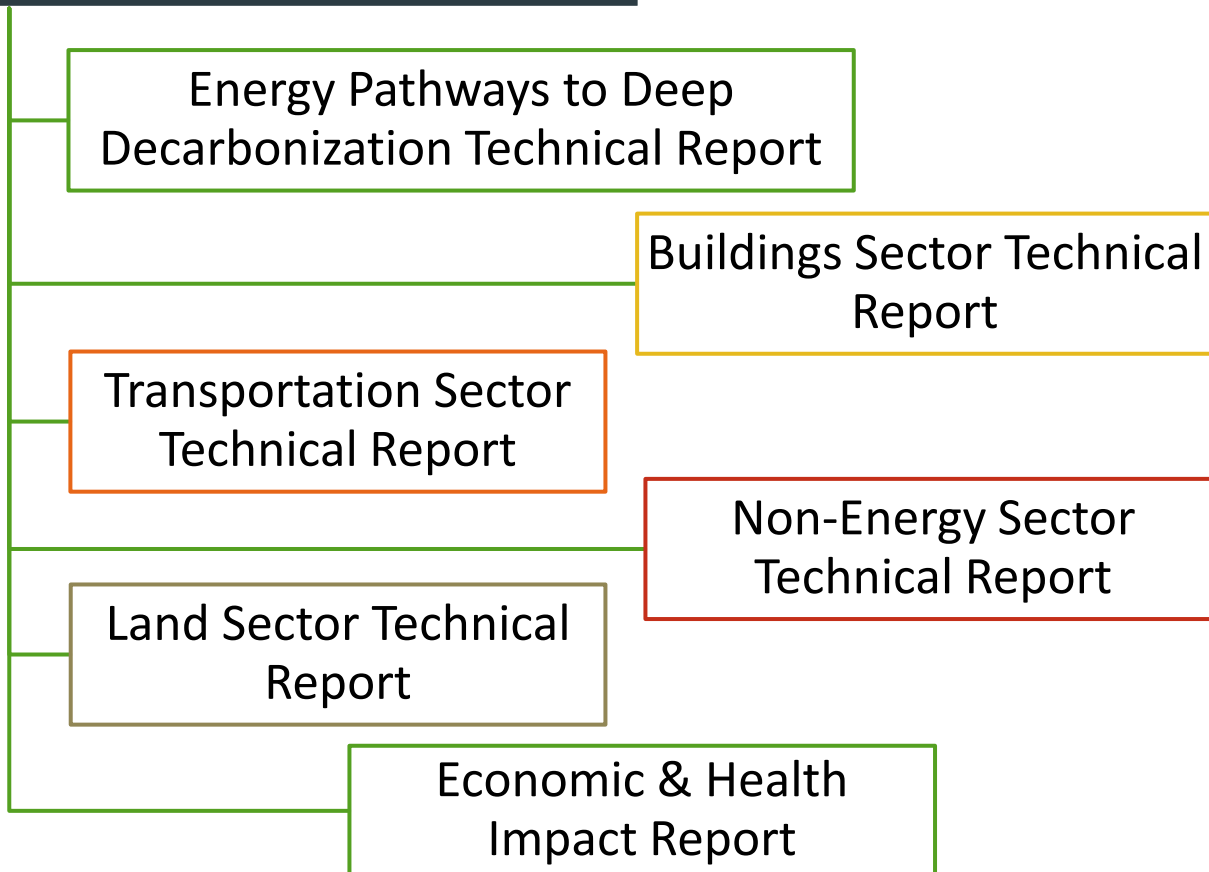 Energy Pathways to Deep
Decarbonization Technical Report
Buildings Sector Technical
Report
Transportation Sector
Technical Report
Non-Energy Sector
Technical Report
Land Sector Technical
Report
Economic & Health
Impact Report